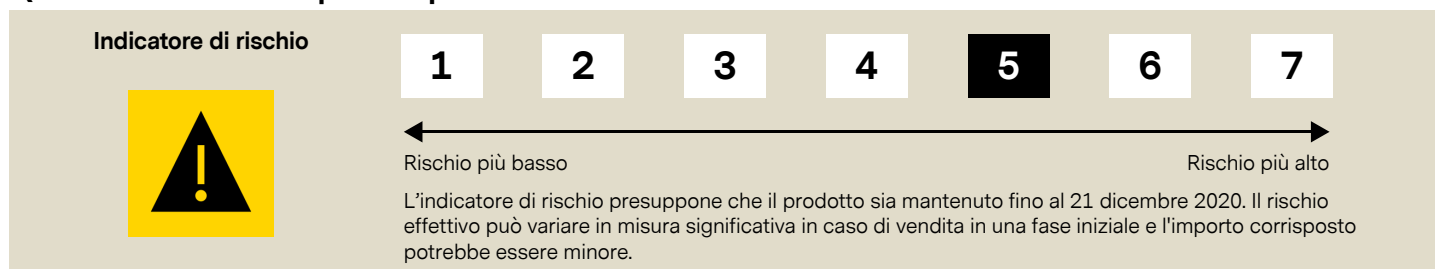 Indicatore di rischio
1 2 3 4 5 6 7
Rischio più basso Rischio più alto
L'indicatore di rischio presuppone che il prodotto sia mantenuto fino al 21 dicembre 2020. Il rischio
effettivo può variare in misura significativa in caso di vendita in una fase iniziale e l'importo corrisposto
potrebbe essere minore.